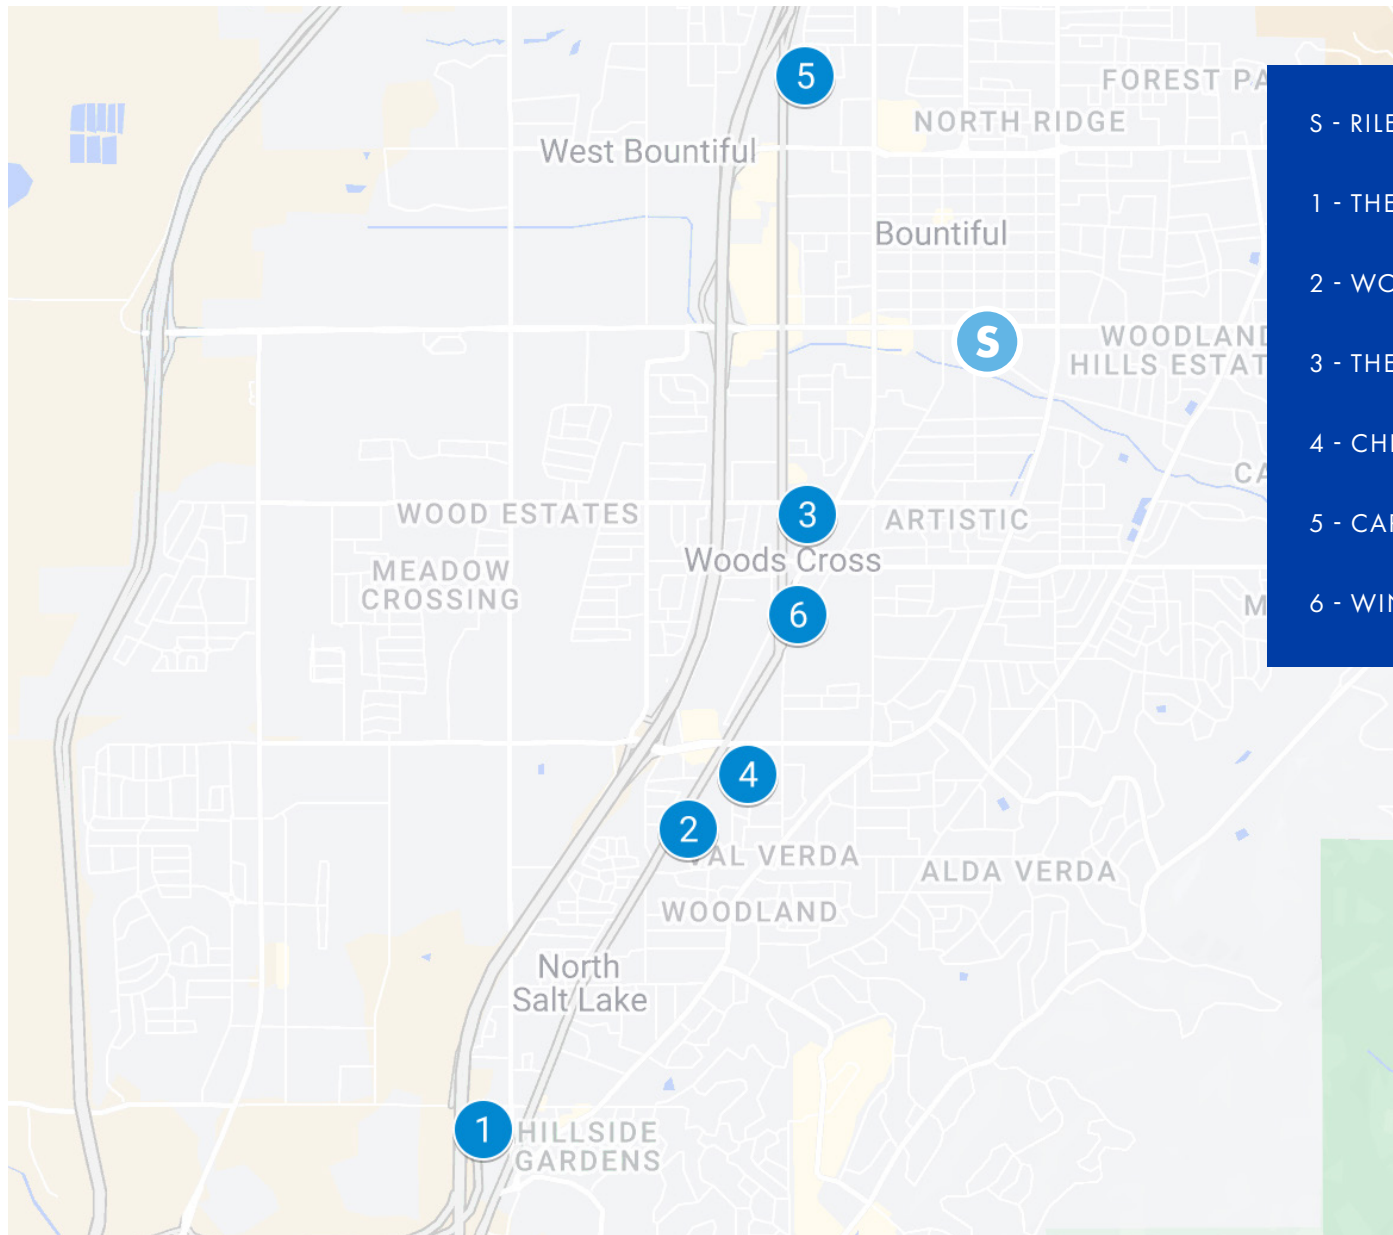 5
FOREST PA
NORTH RIDGE
West Bountiful
Bountiful
S
WOODLAND
HILLS ESTAT
WOOD ESTATES
3
ARTISTIC
CA
Woods Cross
MEADOW
CROSSING
6
M
4
2
VAL VERDA
ALDA VERDA
WOODLAND
North
Salt Lake
1
HILLSIDE
GARDENS
S - RILE
1 - THE
2 - WO
3 - THE
4 - CH
5 - CA
6 - WIN